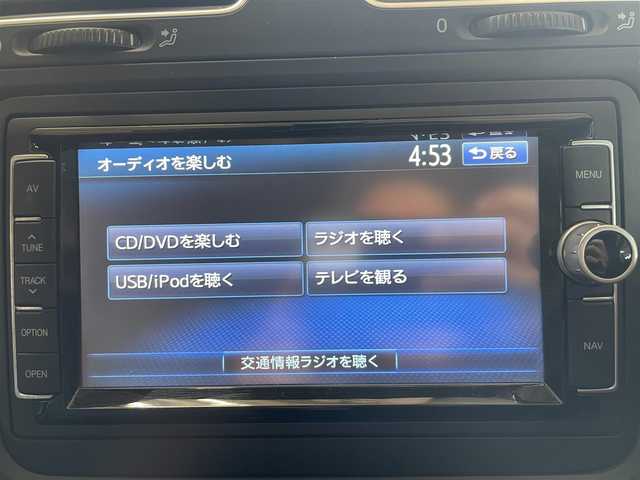 0
オーディオを楽しむ
4:53
戻る
CD/DVDを楽しむ
ラジオを聴く
USB/iPodを聴く
テレビを観る
交通情報ラジオを聴く
AV
TUNE
TRACK
OPTION
OPEN
MENU
NAV